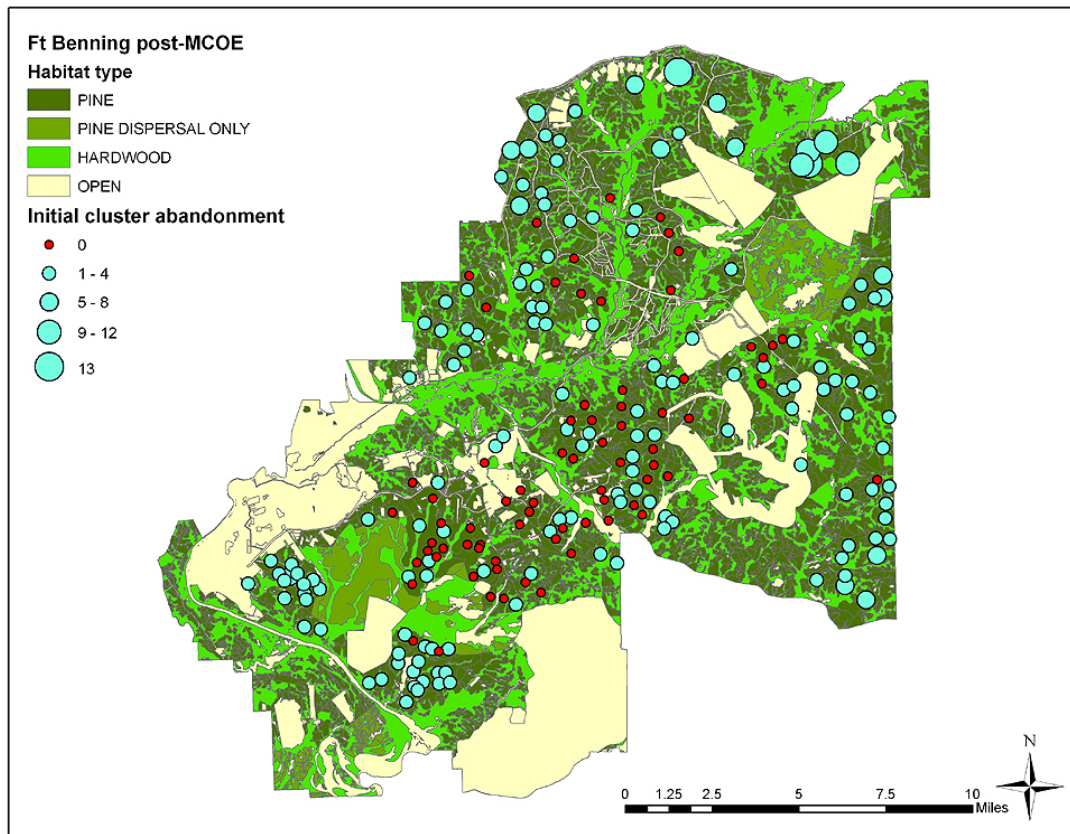 Ft Benning post-MCOE
Habitat type
PINE
PINE DISPERSAL ONLY
HARDWOOD
OPEN
Initial cluster abandonment
0
1 - 4
5 - 8
9 - 12
13
N
0 1.25 2.5 5 7.5 10
Miles